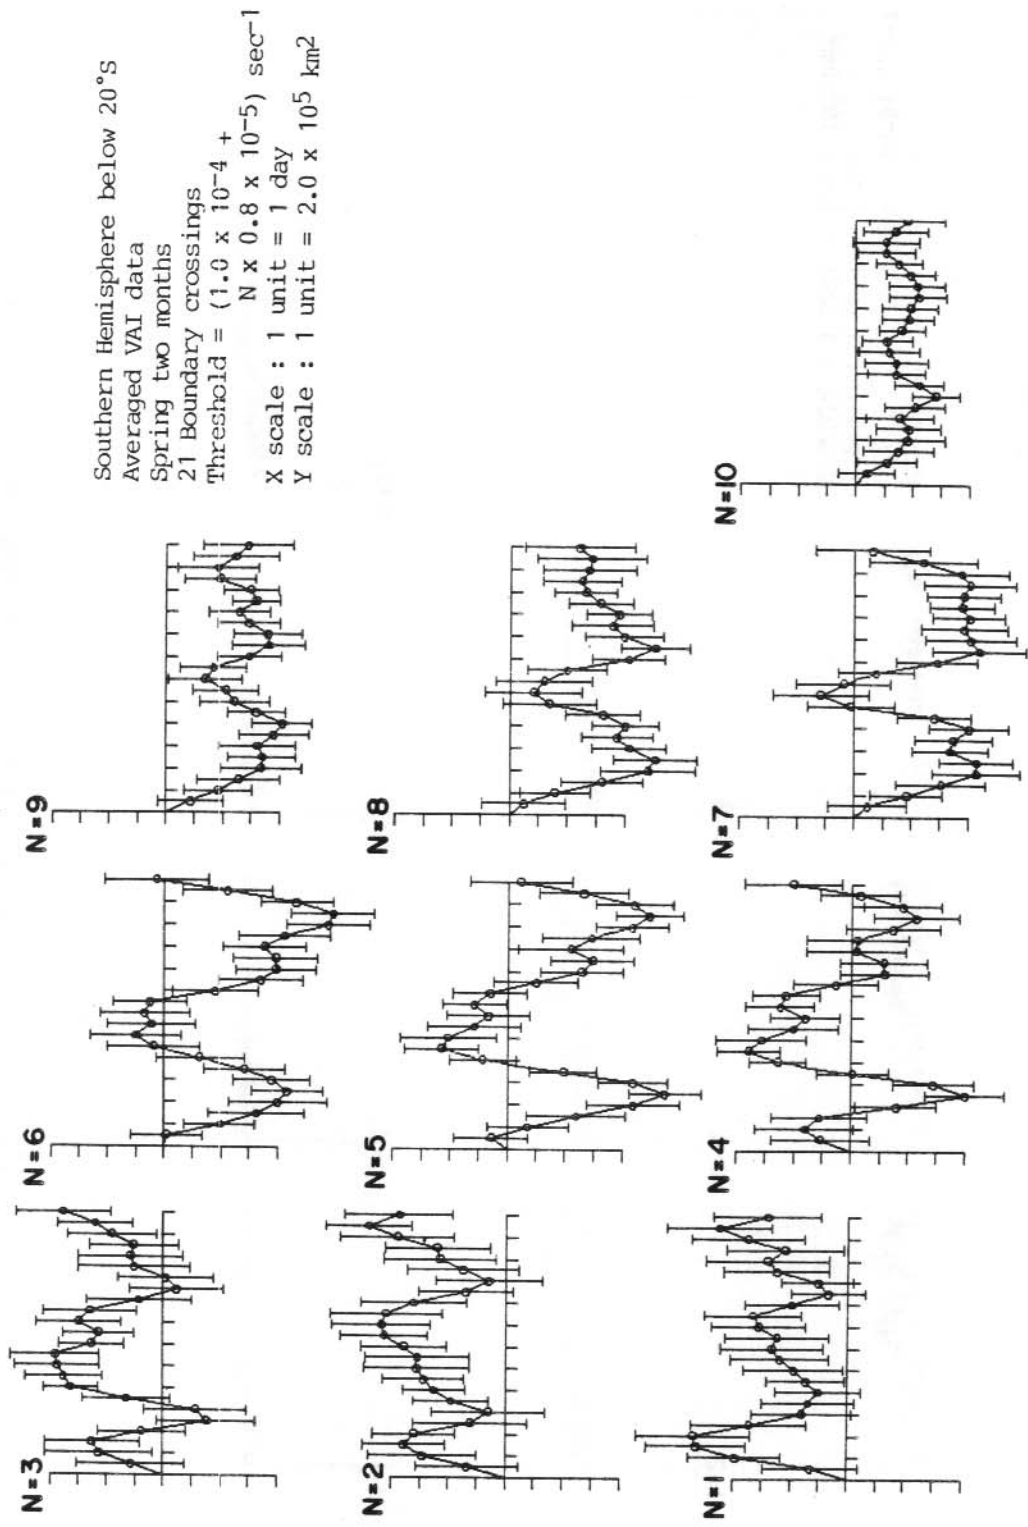 Southern Hemisphere below 20°S
Averaged VAI data
Spring two months
21 Boundary crossings
Threshold = (1.0 x 10⁻⁴ +
N x 0.8 x 10⁻⁵) sec⁻¹
X scale : 1 unit = 1 day
Y scale : 1 unit = 2.0 x 10⁵ km2
N=3
N=6
N=9
N=2
N=5
N=8
N=1
N=4
N=7
N=10